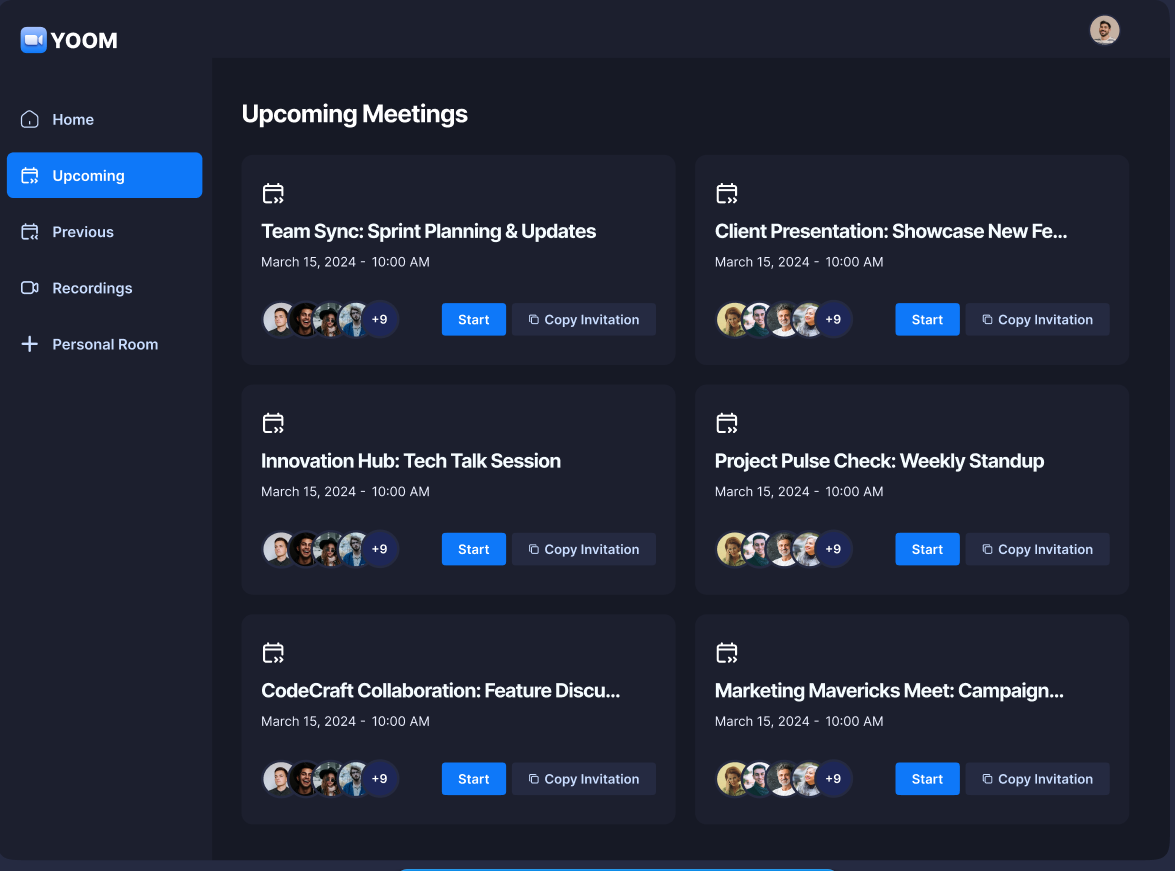 YOOM
Home
Upcoming
Previous
Recordings
Personal Room
Upcoming Meetings
Team Sync: Sprint Planning & Updates
March 15, 2024 - 10:00 AM
+9 Start Copy Invitation
Client Presentation: Showcase New Fe...
March 15, 2024 - 10:00 AM
+9 Start Copy Invitation
Innovation Hub: Tech Talk Session
March 15, 2024 - 10:00 AM
+9 Start Copy Invitation
Project Pulse Check: Weekly Standup
March 15, 2024 - 10:00 AM
+9 Start Copy Invitation
CodeCraft Collaboration: Feature Discu...
March 15, 2024 - 10:00 AM
+9 Start Copy Invitation
Marketing Mavericks Meet: Campaign...
March 15, 2024 - 10:00 AM
+9 Start Copy Invitation